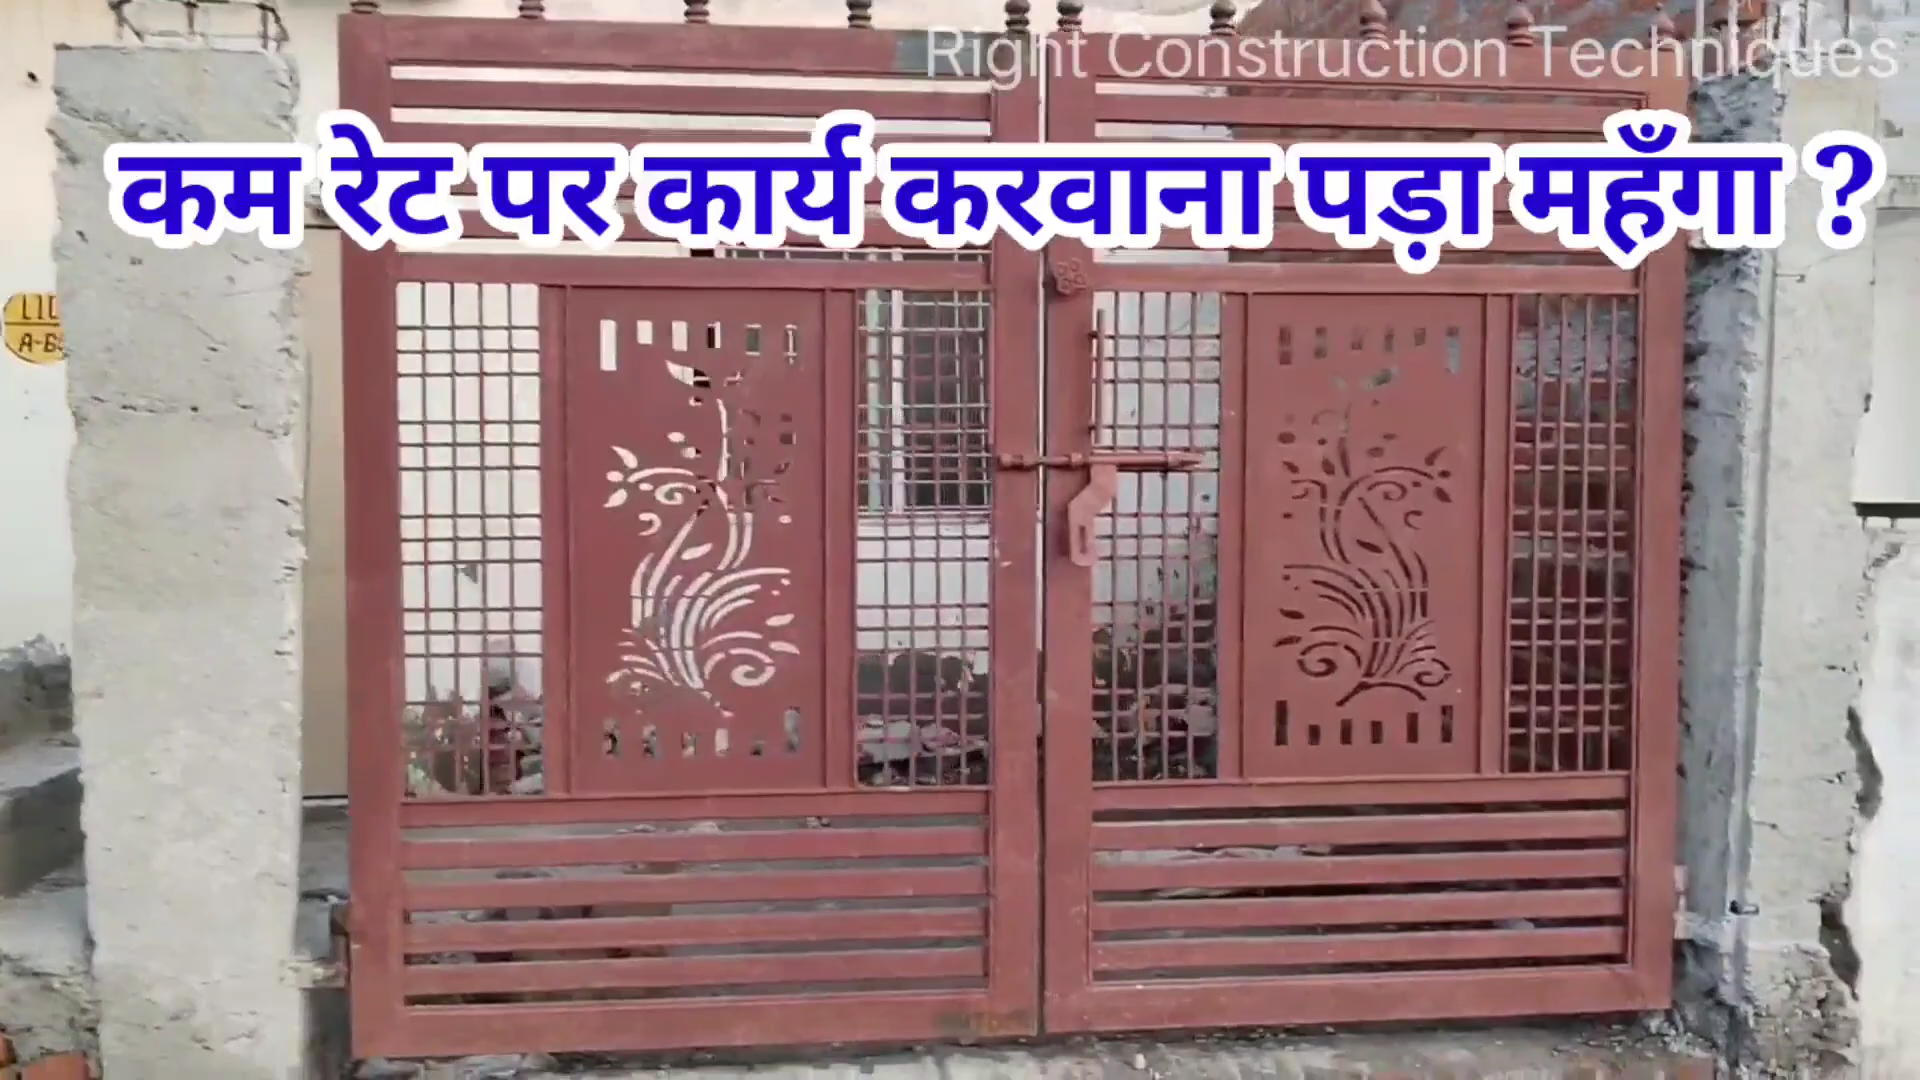 Right Construction Techniques
कम रेट पर कार्य करवाना पड़ा महँगा ?